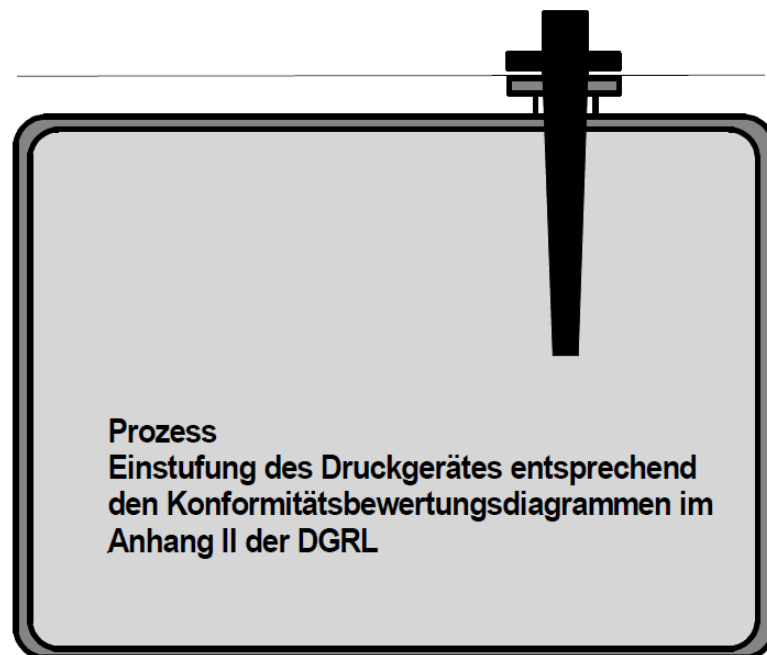 Prozess
Einstufung des Druckgerätes entsprechend
den Konformitätsbewertungsdiagrammen im
Anhang II der DGRL